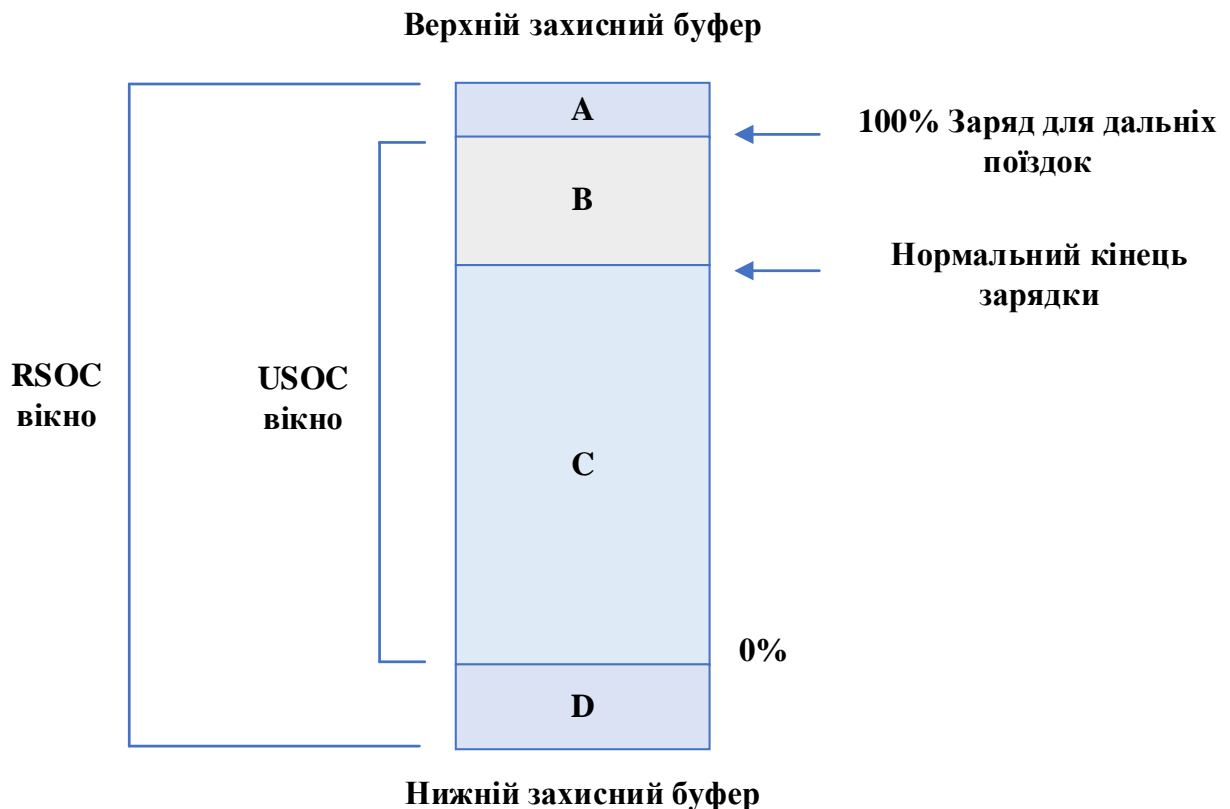 Верхній захисний буфер
A
100% Заряд для дальніх
поїздок
B
Нормальний кінець
зарядки
RSOC
вікно
USOC
вікно
C
0%
D
Нижній захисний буфер